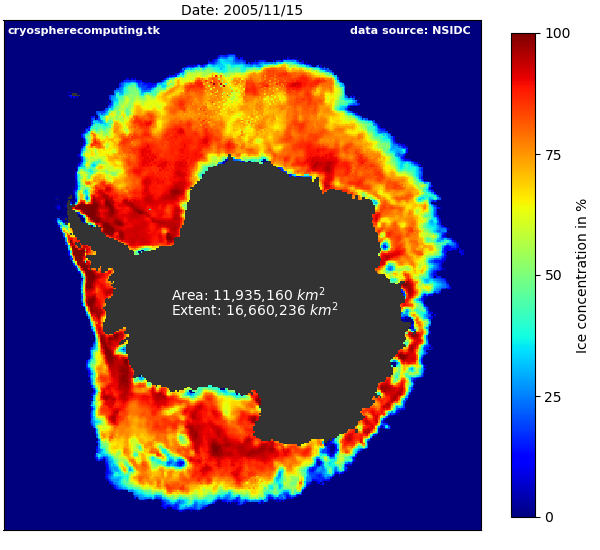 Date: 2005/11/15
cryospherecomputing.tk
data source: NSIDC
Area: 11,935,160 km²
Extent: 16,660,236 km²
100
75
50
25
0
Ice concentration in %